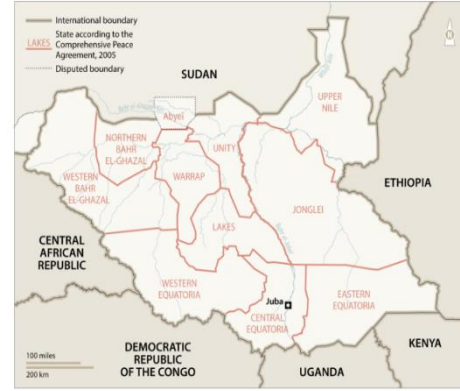 International boundary
LAKES
State according to the
Comprehensive Peace
Agreement, 2005
Disputed boundary
N
SUDAN
UPPER
NILE
Abyei
NORTHERN
BAHR
EL-GHAZAL
UNITY
WESTERN
BAHR
EL-GHAZAL
WARRAP
ETHIOPIA
JONGLEI
LAKES
CENTRAL
AFRICAN
REPUBLIC
WESTERN
EQUATORIA
EASTERN
EQUATORIA
Juba
CENTRAL
EQUATORIA
KENYA
DEMOCRATIC
REPUBLIC
OF THE CONGO
UGANDA
100 miles
200 km